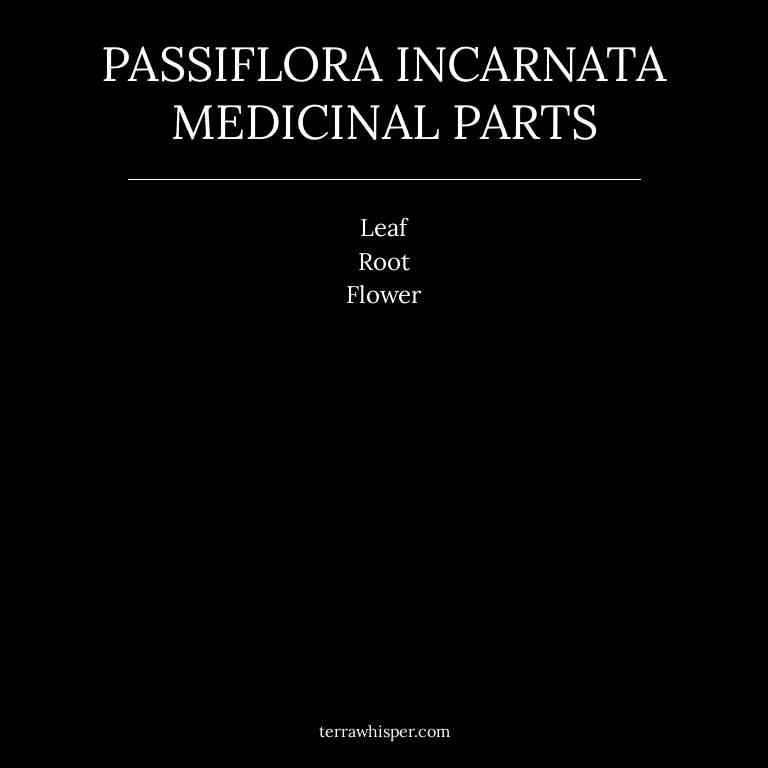 PASSIFLORA INCARNATA
MEDICINAL PARTS
Leaf
Root
Flower
terrawhisper.com